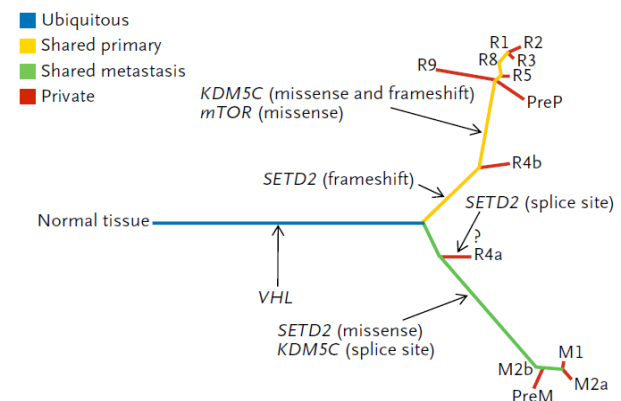 Ubiquitous
Shared primary
Shared metastasis
Private
R1
R2
R8
R3
R9
R5
PreP
KDM5C (missense and frameshift)
mTOR (missense)
R4b
SETD2 (frameshift)
SETD2 (splice site)
Normal tissue
?
R4a
VHL
SETD2 (missense)
KDM5C (splice site)
M1
M2b
M2a
PreM